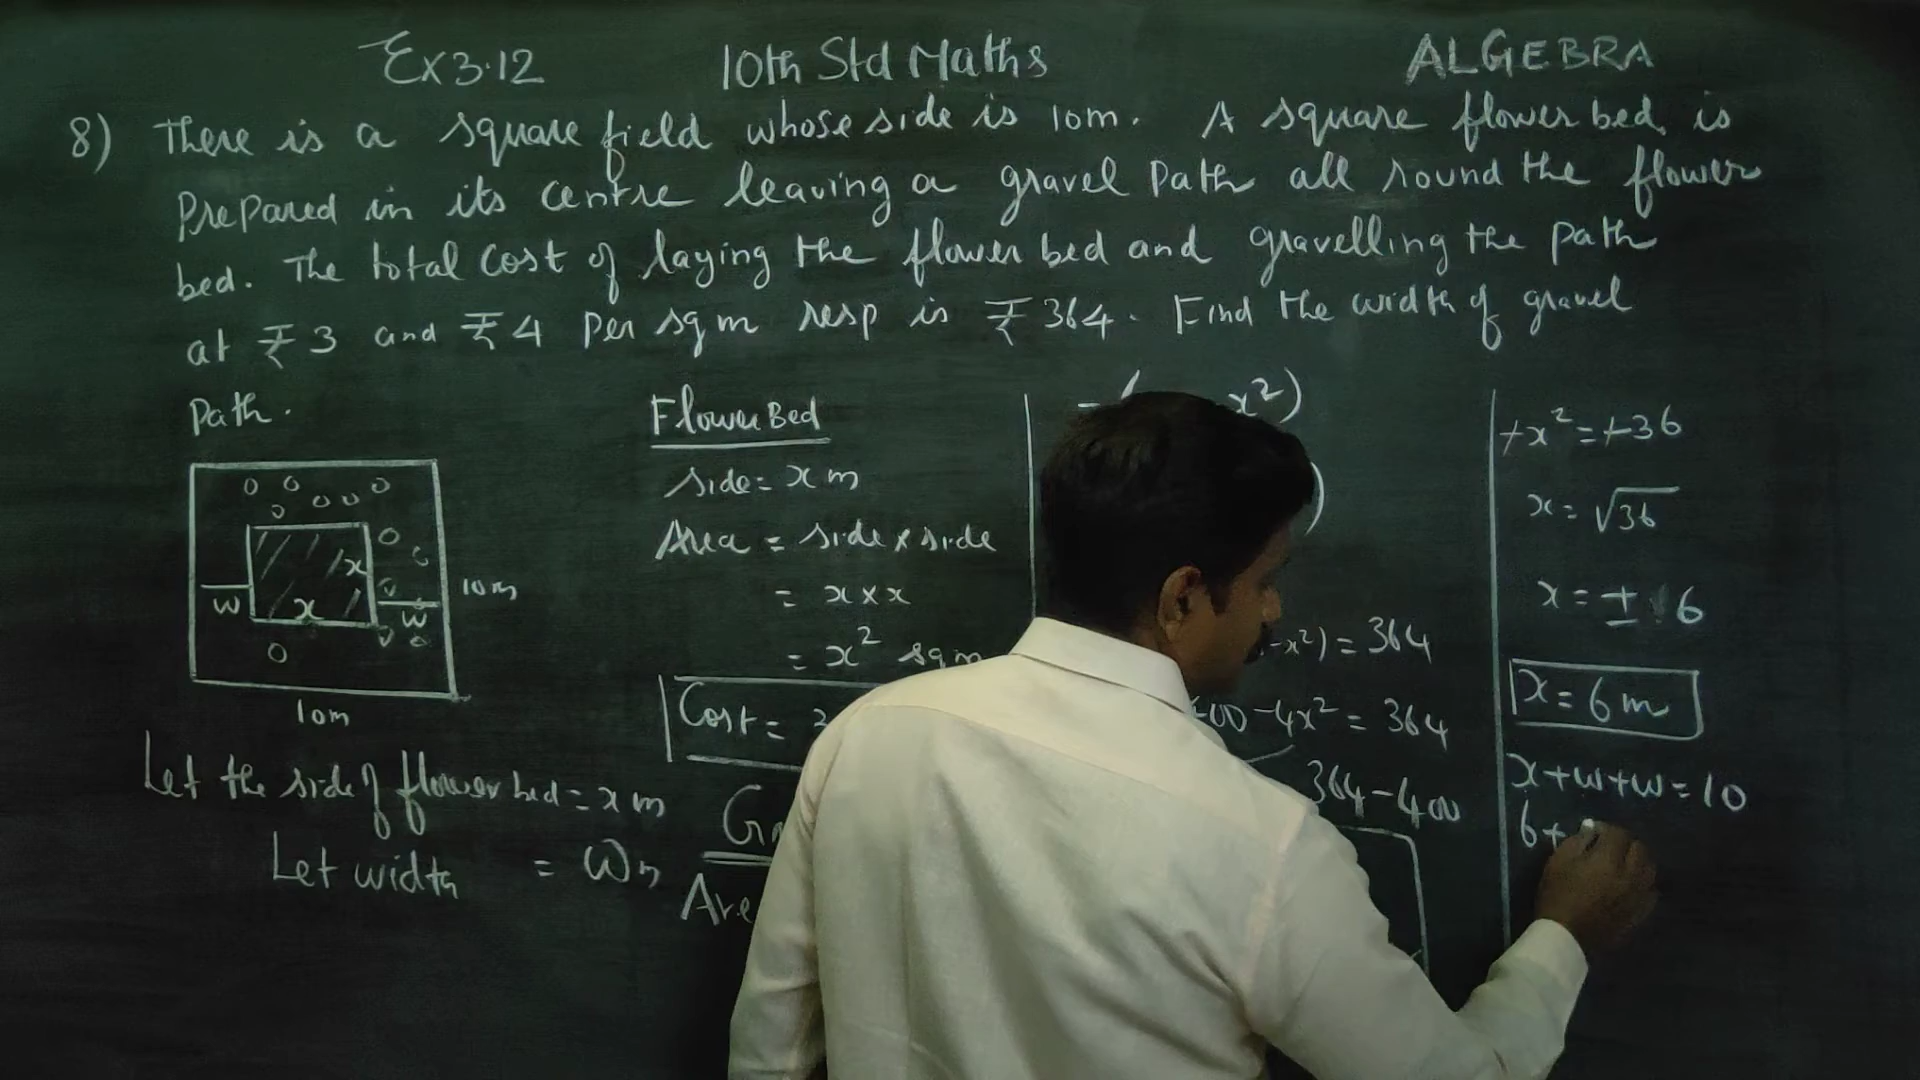 Ex 3.12 10th Std Maths ALGEBRA
8) There is a square field whose side is 10m. A square flower bed is
Prepared in its centre leaving a gravel Path all round the flower
bed. The total cost of laying the flower bed and gravelling the path
at ₹3 and ₹4 Per sq m resp is ₹364. Find the width of gravel
Path.
x
x
w
w
10m
10m
Let the side of flower bed = x m
Let width = w
Flower Bed
side = x m
Area = side × side
= x × x
= x² sqm
Cost =
x²)
)
-x²) = 364
-4x² = 364
364-400
+x² = +36
x = √36
x = ± 6
x = 6 m
x+w+w = 10
6+